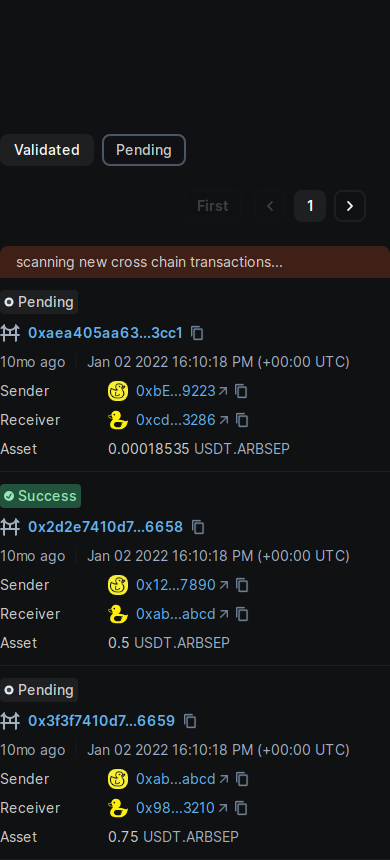 Validated Pending
First 1
scanning new cross chain transactions...
Pending
0xaea405aa63...3cc1
10mo ago Jan 02 2022 16:10:18 PM (+00:00 UTC)
Sender 0xbE...9223
Receiver 0xcd...3286
Asset 0.00018535 USDT.ARBSEP
Success
0x2d2e7410d7...6658
10mo ago Jan 02 2022 16:10:18 PM (+00:00 UTC)
Sender 0x12...7890
Receiver 0xab...abcd
Asset 0.5 USDT.ARBSEP
Pending
0x3f3f7410d7...6659
10mo ago Jan 02 2022 16:10:18 PM (+00:00 UTC)
Sender 0xab...abcd
Receiver 0x98...3210
Asset 0.75 USDT.ARBSEP